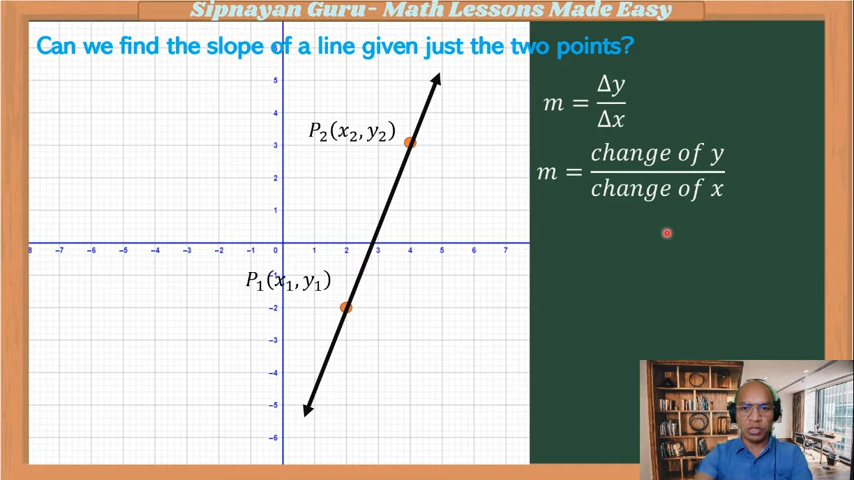 Sipnayan Guru- Math Lessons Made Easy
Can we find the slope of a line given just the two points?
m = Δy/Δx
P₂(x₂, y₂)
m = change of y/change of x
P₁(x₁, y₁)
5
4
3
2
1
8 -7 -6 -5 -4 -3 -2 -1 0 1 2 3 4 5 6 7
-2
-3
-4
-5
-6